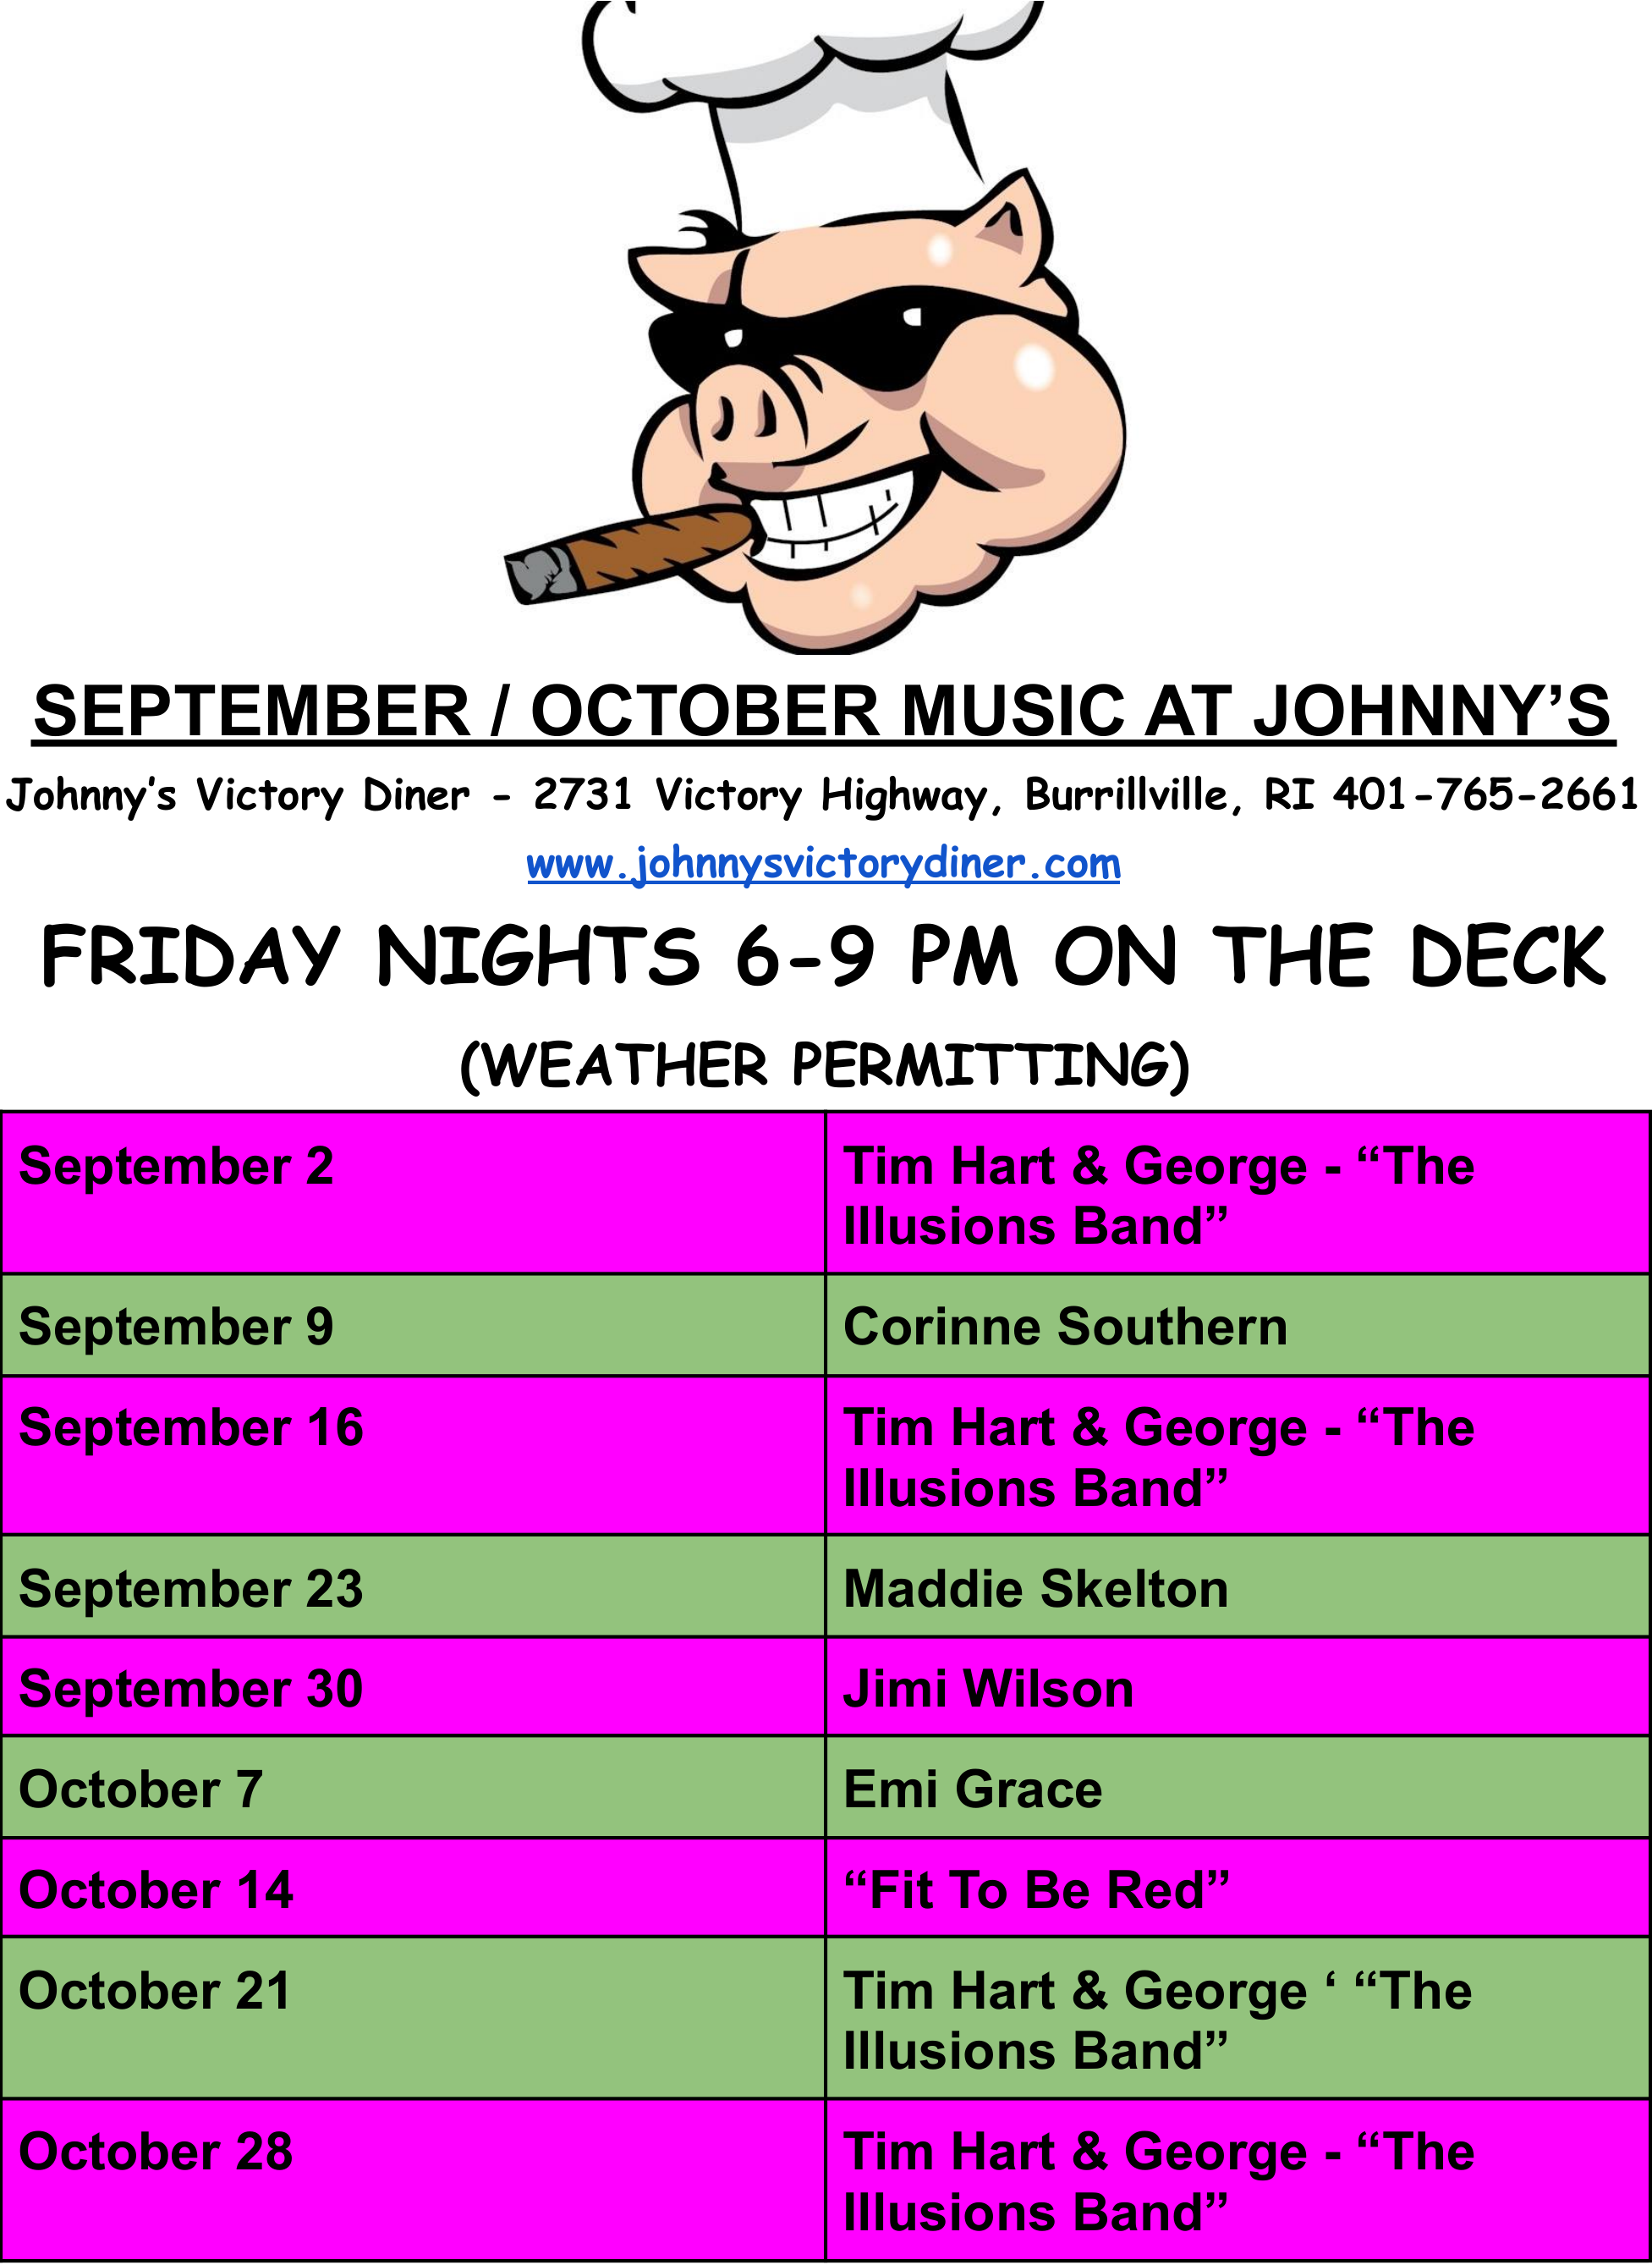 SEPTEMBER / OCTOBER MUSIC AT JOHNNY’S
Johnny's Victory Diner - 2731 Victory Highway, Burrillville, RI 401-765-2661
www.johnnysvictorydiner.com
FRIDAY NIGHTS 6-9 PM ON THE DECK
(WEATHER PERMITTING)
September 2
Tim Hart & George - “The
Illusions Band”
September 9
Corinne Southern
September 16
Tim Hart & George - “The
Illusions Band”
September 23
Maddie Skelton
September 30
Jimi Wilson
October 7
Emi Grace
October 14
“Fit To Be Red”
October 21
Tim Hart & George ‘ “The
Illusions Band”
October 28
Tim Hart & George - “The
Illusions Band”